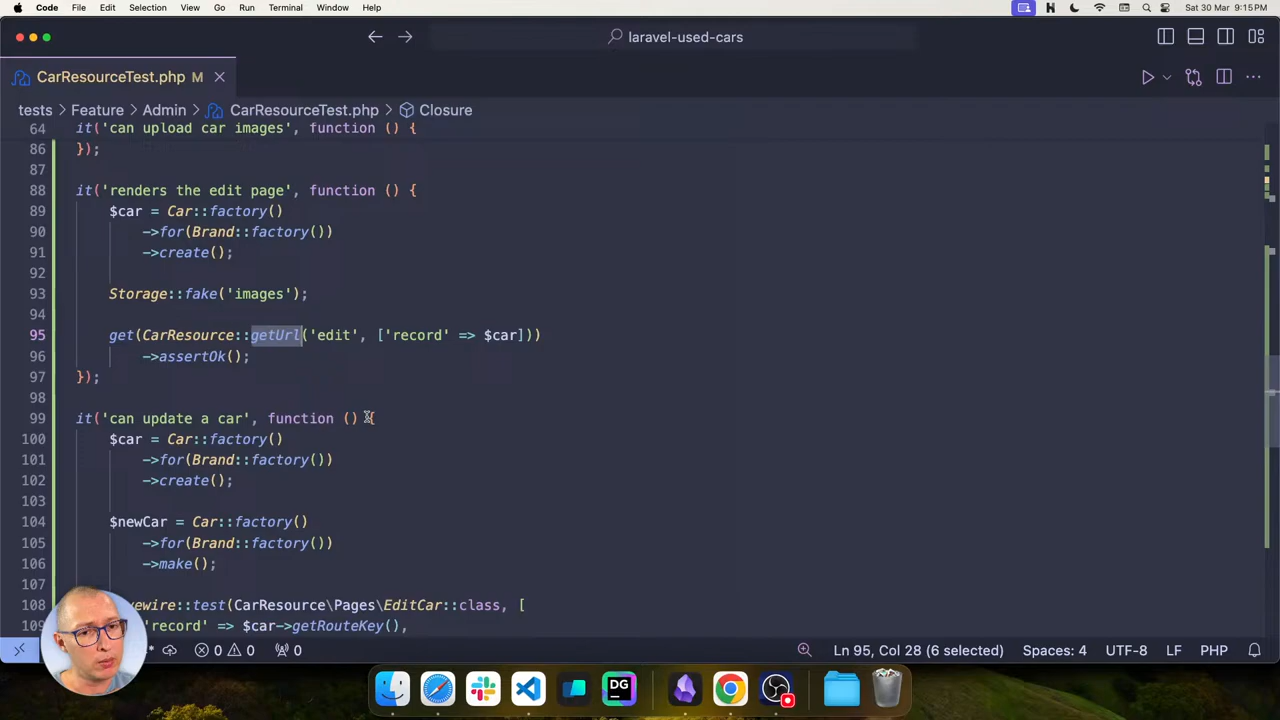 Code File Edit Selection View Go Run Terminal Window Help Sat 30 Mar 9:15 PM
laravel-used-cars
CarResourceTest.php M
tests > Feature > Admin > CarResourceTest.php > Closure
64 it('can upload car images', function () {
86 });
87
88 it('renders the edit page', function () {
89 $car = Car::factory()
90 ->for(Brand::factory())
91 ->create();
92
93 Storage::fake('images');
94
95 get(CarResource::getUrl('edit', ['record' => $car]))
96 ->assertOk();
97 });
98
99 it('can update a car', function () {
100 $car = Car::factory()
101 ->for(Brand::factory())
102 ->create();
103
104 $newCar = Car::factory()
105 ->for(Brand::factory())
106 ->make();
107
108 ewire::test(CarResource\Pages\EditCar::class, [
109 'record' => $car->getRouteKey(),
0 0 0 Ln 95, Col 28 (6 selected) Spaces: 4 UTF-8 LF PHP
DG